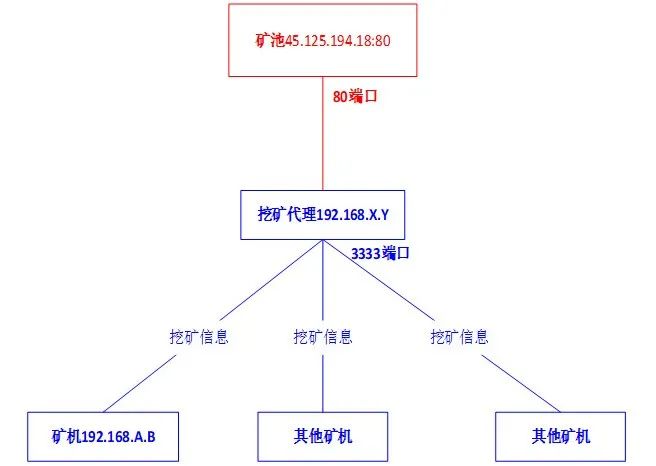 矿池45.125.194.18:80
80端口
挖矿代理192.168.X.Y
3333端口
挖矿信息
挖矿信息
挖矿信息
矿机192.168.A.B
其他矿机
其他矿机